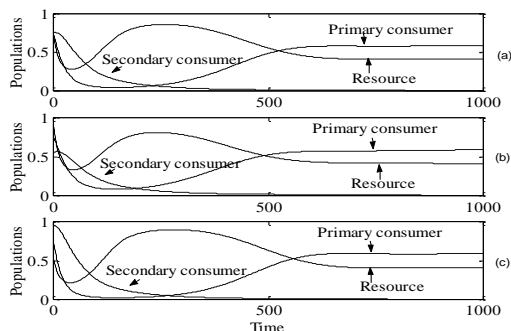 1
Primary consumer
Populations
0.5
Secondary consumer
(a)
Resource
0
0
500
1000
1
Primary consumer
Populations
0.5
Secondary consumer
(b)
Resource
0
0
500
1000
1
Primary consumer
Populations
0.5
Secondary consumer
(c)
Resource
0
0
500
1000
Time